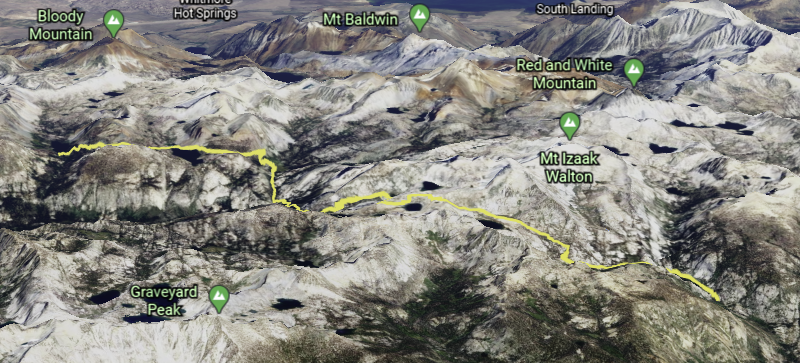 Whitmore
Hot Springs
Bloody
Mountain
Mt Baldwin
South Landing
Red and White
Mountain
Mt Izaak
Walton
Graveyard
Peak